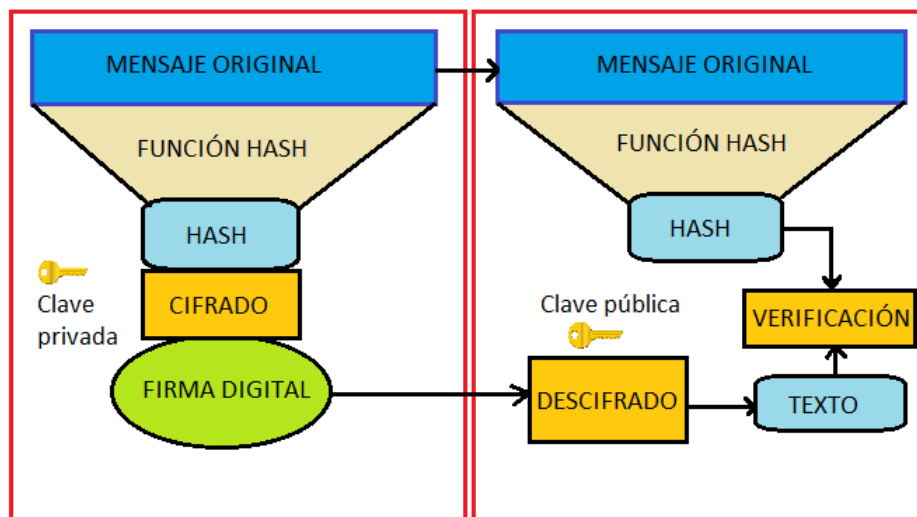 MENSAJE ORIGINAL
FUNCIÓN HASH
HASH
Clave
privada
CIFRADO
FIRMA DIGITAL
MENSAJE ORIGINAL
FUNCIÓN HASH
HASH
Clave pública
VERIFICACIÓN
DESCIFRADO
TEXTO